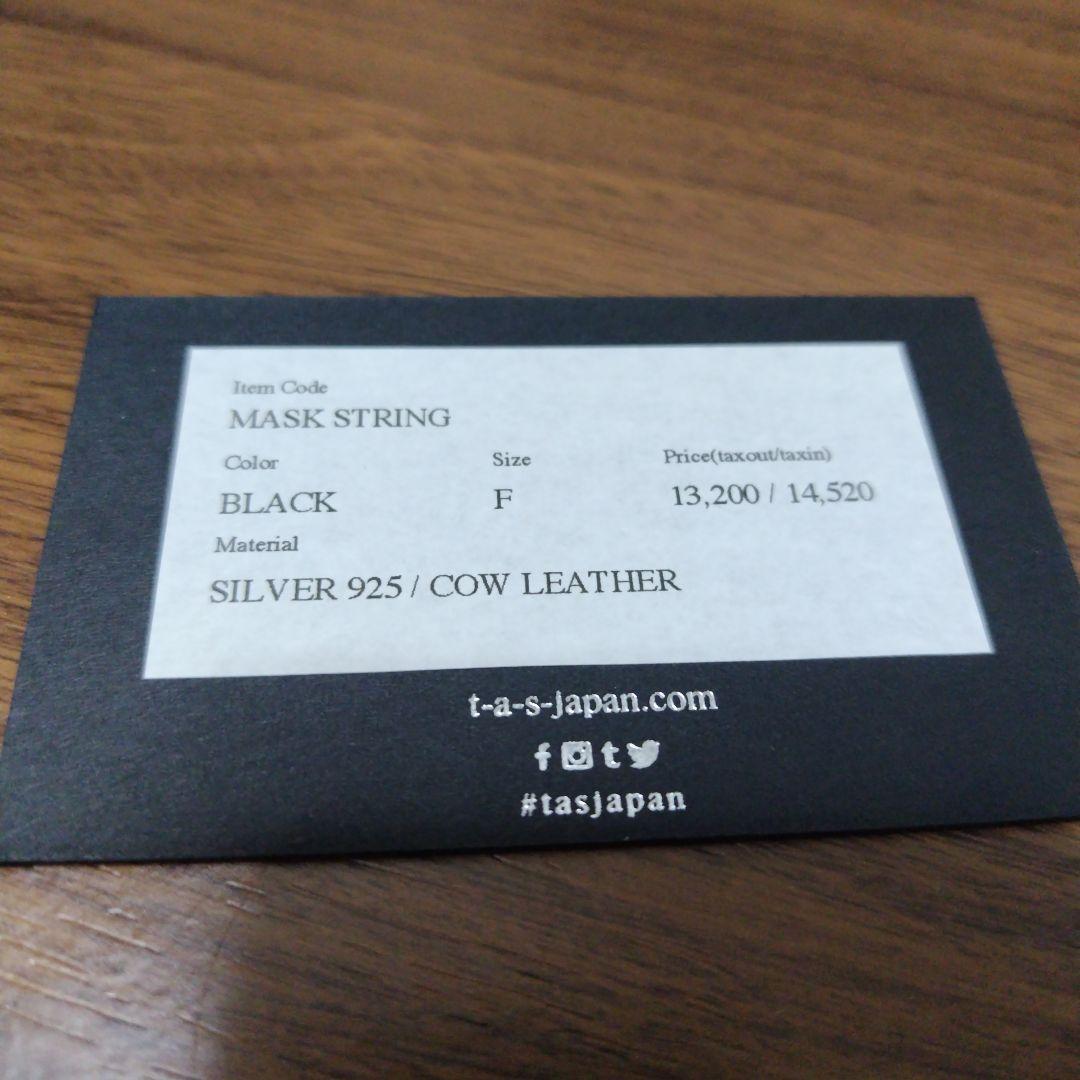 Item Code
MASK STRING
Color Size Price(taxout/taxin)
BLACK F 13,200 / 14,520
Material
SILVER 925 / COW LEATHER
t-a-s-japan.com
#tasjapan